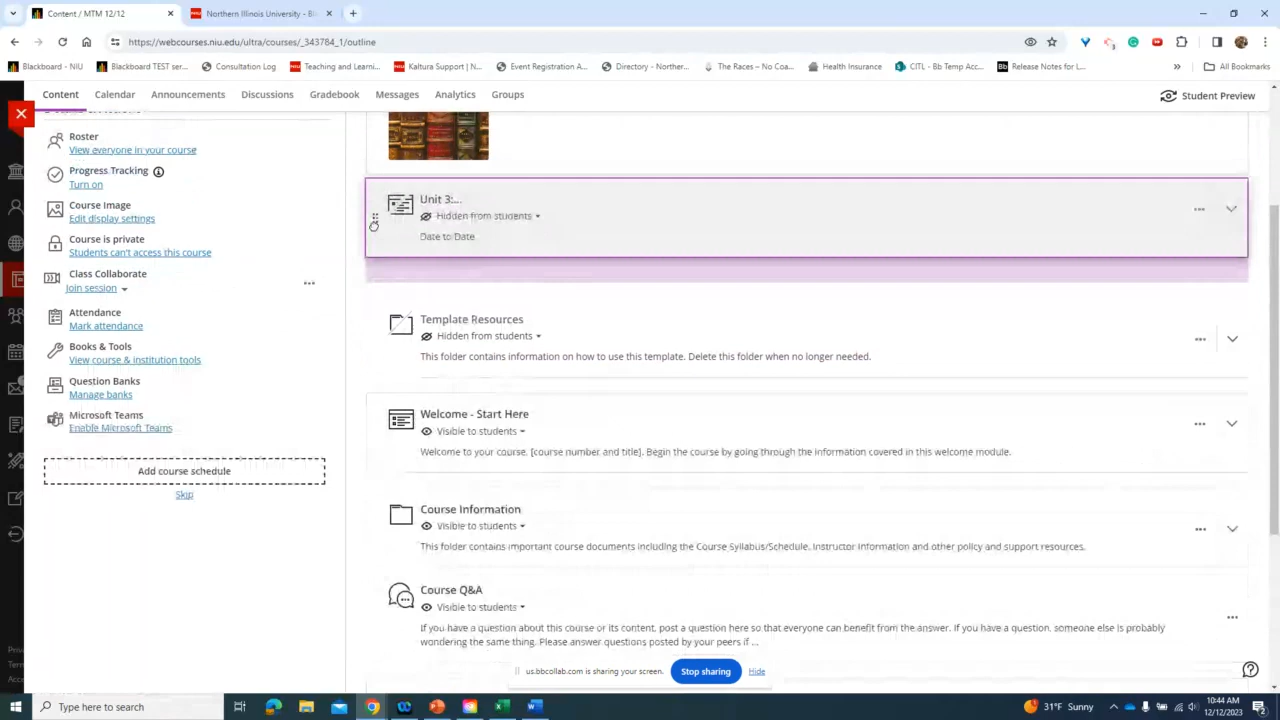 Content / MTM 12/12
Northern Illinois University - Bl
https://webcourses.niu.edu/ultra/courses/_343784_1/outline
Blackboard - NIU
Blackboard TEST ser...
Consultation Log
Teaching and Learni...
Kaltura Support | N...
Event Registration A...
Directory - Norther...
The Races – No Coa...
Health Insurance
CITL - Bb Temp Acc...
Release Notes for L...
»
All Bookmarks
Content
Calendar
Announcements
Discussions
Gradebook
Messages
Analytics
Groups
Student Preview
Roster
View everyone in your course
Progress Tracking
Turn on
Course Image
Edit display settings
Course is private
Students can't access this course
Class Collaborate
Join session
Attendance
Mark attendance
Books & Tools
View course & institution tools
Question Banks
Manage banks
Microsoft Teams
Enable Microsoft Teams
Add course schedule
Skip
Priv
Term
Acce
Unit 3:...
Hidden from students
Date to Date
Template Resources
Hidden from students
This folder contains information on how to use this template. Delete this folder when no longer needed.
Welcome - Start Here
Visible to students
Welcome to your course, [course number and title]. Begin the course by going through the information covered in this welcome module.
Course Information
Visible to students
This folder contains important course documents including the Course Syllabus/Schedule, Instructor Information and other policy and support resources.
Course Q&A
Visible to students
If you have a question about this course or its content, post a question here so that everyone can benefit from the answer. If you have a question, someone else is probably
wondering the same thing. Please answer questions posted by your peers if ...
us.bbcollab.com is sharing your screen.
Stop sharing
Hide
Type here to search
31°F Sunny
10:44 AM
12/12/2023
2